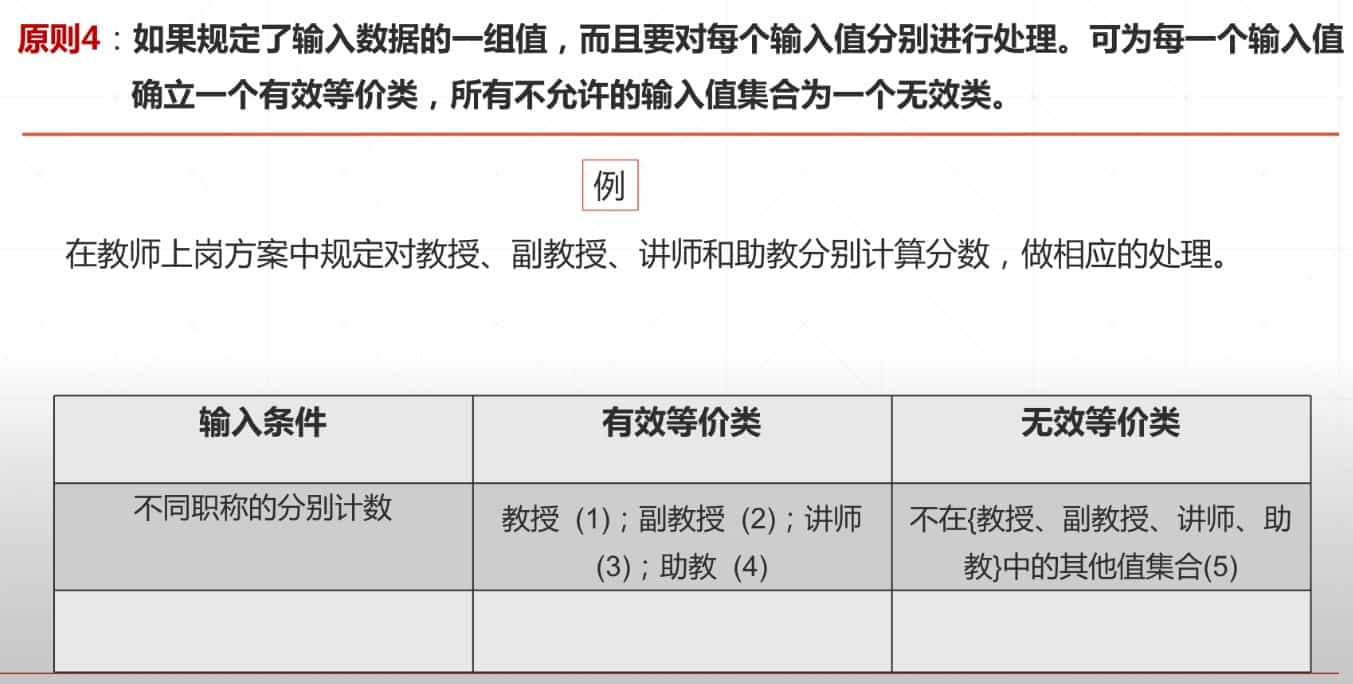 原则4：如果规定了输入数据的一组值，而且要对每个输入值分别进行处理。可为每一个输入值
确立一个有效等价类，所有不允许的输入值集合为一个无效类。
例
在教师上岗方案中规定对教授、副教授、讲师和助教分别计算分数，做相应的处理。
输入条件
有效等价类
无效等价类
不同职称的分别计数
教授 (1)；副教授 (2)；讲师
(3)；助教 (4)
不在{教授、副教授、讲师、助
教}中的其他值集合(5)